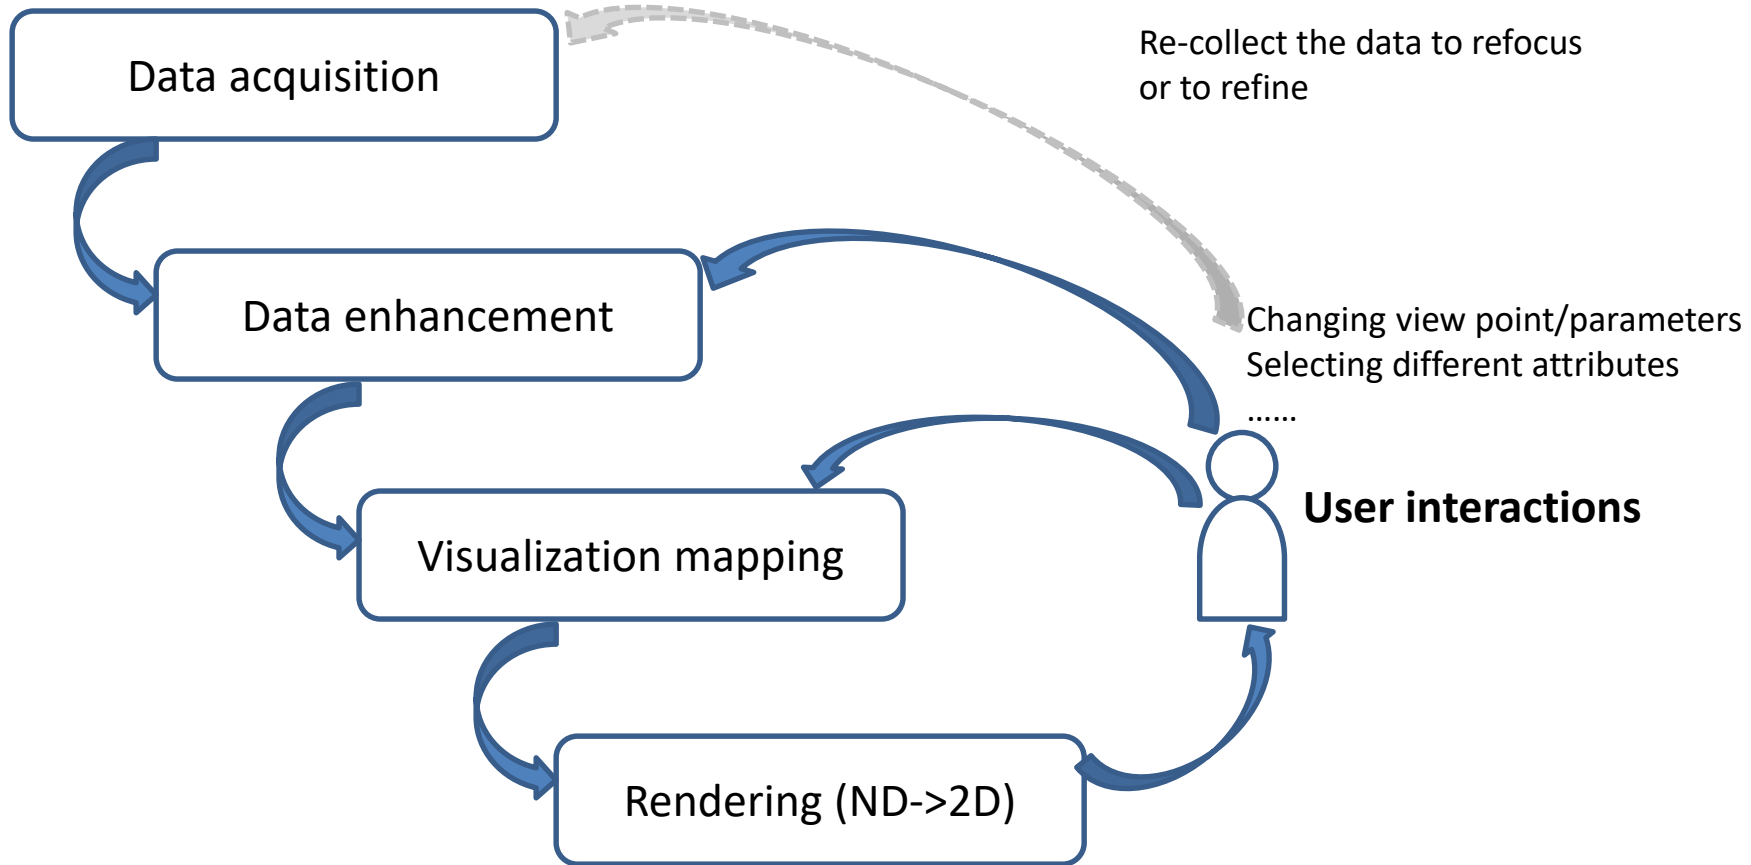 Data acquisition
Re-collect the data to refocus
or to refine
Data enhancement
Changing view point/parameters
Selecting different attributes
......
User interactions
Visualization mapping
Rendering (ND->2D)